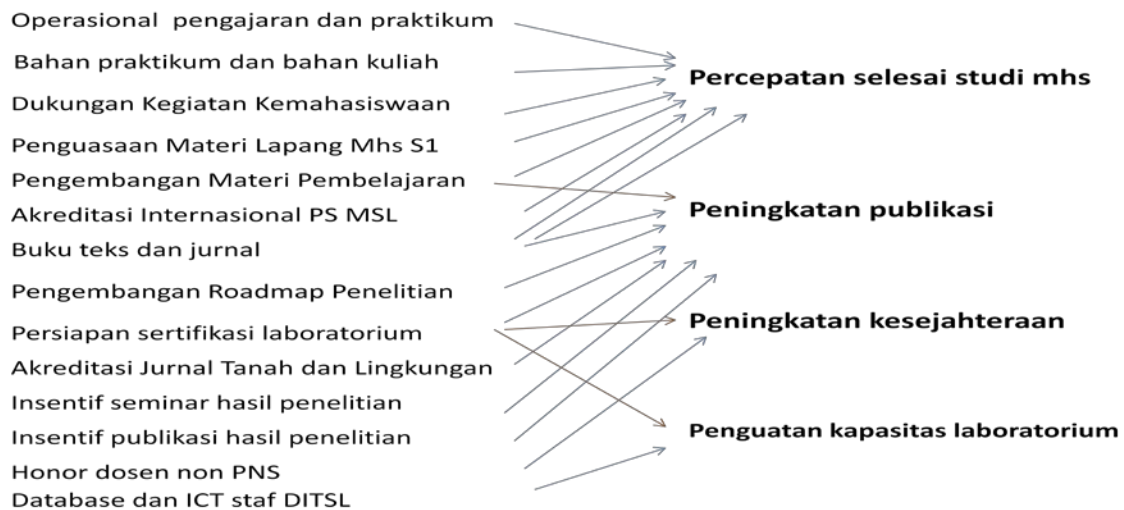 Operasional pengajaran dan praktikum
Bahan praktikum dan bahan kuliah
Dukungan Kegiatan Kemahasiswaan
Penguasaan Materi Lapang Mhs S1
Pengembangan Materi Pembelajaran
Akreditasi Internasional PS MSL
Buku teks dan jurnal
Pengembangan Roadmap Penelitian
Persiapan sertifikasi laboratorium
Akreditasi Jurnal Tanah dan Lingkungan
Insentif seminar hasil penelitian
Insentif publikasi hasil penelitian
Honor dosen non PNS
Database dan ICT staf DITSL
Percepatan selesai studi mhs
Peningkatan publikasi
Peningkatan kesejahteraan
Penguatan kapasitas laboratorium